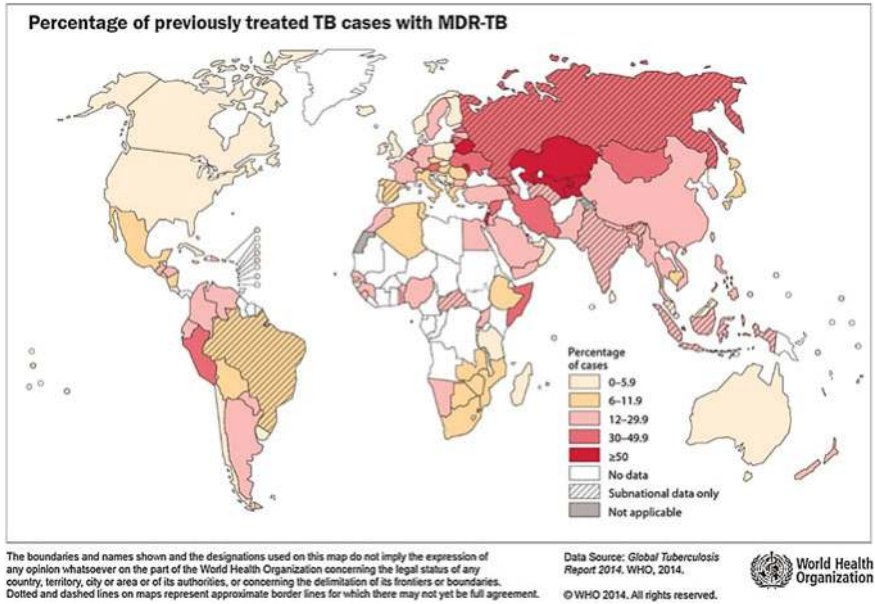 Percentage of previously treated TB cases with MDR-TB
Percentage
of cases
0–5.9
6–11.9
12–29.9
30–49.9
≥50
No data
Subnational data only
Not applicable
The boundaries and names shown and the designations used on this map do not imply the expression of
any opinion whatsoever on the part of the World Health Organization concerning the legal status of any
country, territory, city or area or of its authorities, or concerning the delimitation of its frontiers or boundaries.
Dotted and dashed lines on maps represent approximate border lines for which there may not yet be full agreement.
Data Source: Global Tuberculosis
Report 2014. WHO, 2014.
© WHO 2014. All rights reserved.
World Health
Organization